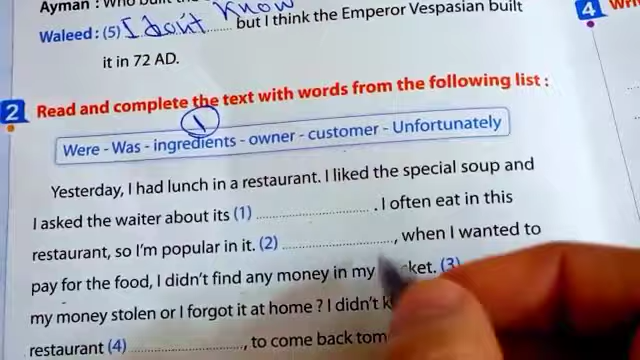 Ayman : Who built the
Waleed: (5) I don't know but I think the Emperor Vespasian built
it in 72 AD.
4 Wri
2 Read and complete the text with words from the following list :
1
Were - Was - ingredients - owner - customer - Unfortunately
Yesterday, I had lunch in a restaurant. I liked the special soup and
I asked the waiter about its (1) .............................. . I often eat in this
restaurant, so I'm popular in it. (2) .............................., when I wanted to
pay for the food, I didn't find any money in my (3)
my money stolen or I forgot it at home ? I didn't
restaurant (4) .............................., to come back